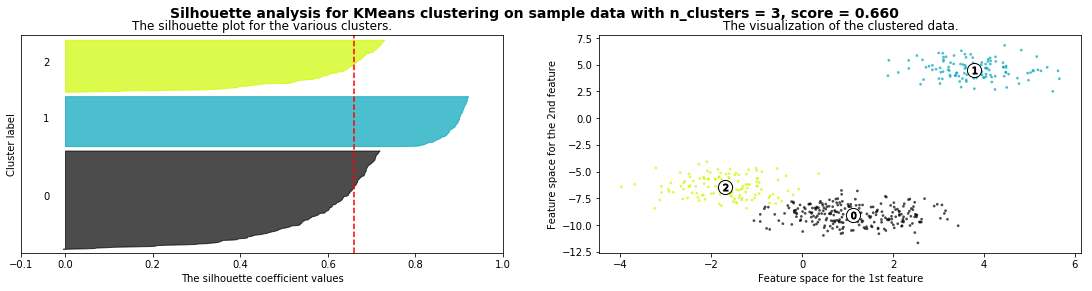 Silhouette analysis for KMeans clustering on sample data with n_clusters = 3, score = 0.660
The silhouette plot for the various clusters.
2
1
0
Cluster label
-0.1 0.0 0.2 0.4 0.6 0.8 1.0
The silhouette coefficient values
The visualization of the clustered data.
7.5
5.0
2.5
0.0
−2.5
−5.0
−7.5
−10.0
−12.5
Feature space for the 2nd feature
1
2
0
−4 −2 0 2 4 6
Feature space for the 1st feature